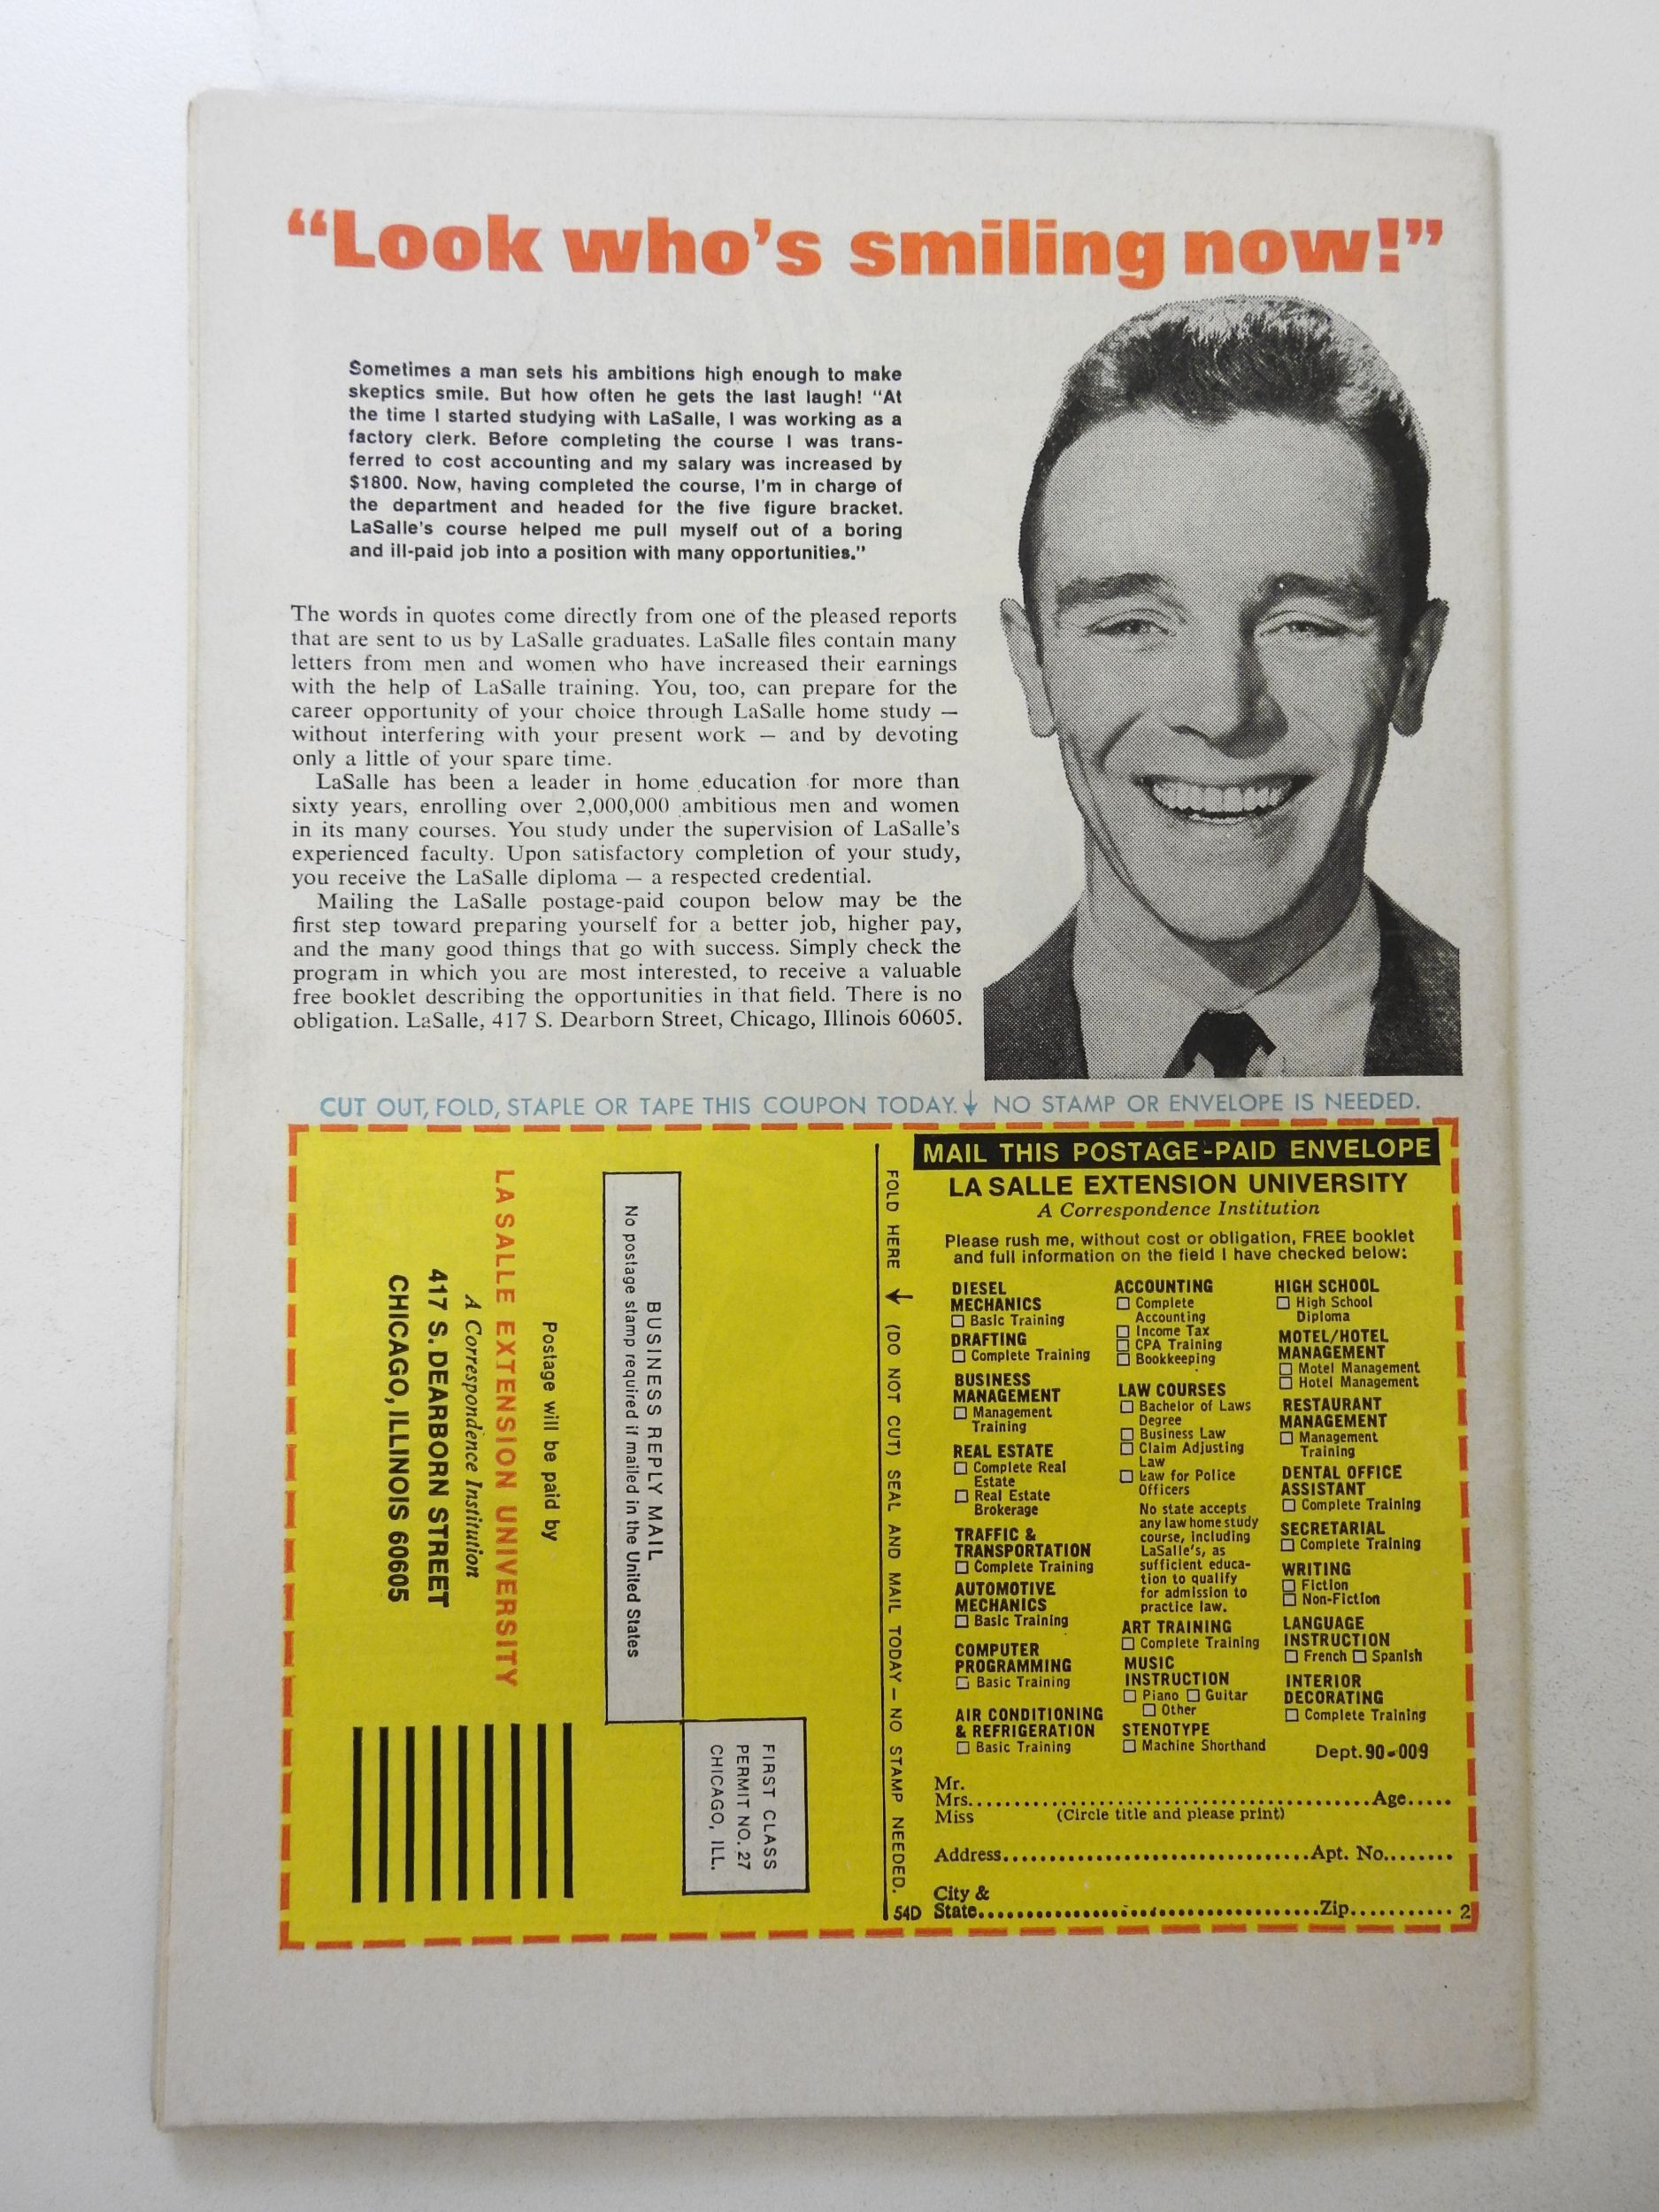 “Look who’s smiling now!”
Sometimes a man sets his ambitions high enough to make
skeptics smile. But how often he gets the last laugh! “At
the time I started studying with LaSalle, I was working as a
factory clerk. Before completing the course I was trans-
ferred to cost accounting and my salary was increased by
$1800. Now, having completed the course, I'm in charge of
the department and headed for the five figure bracket.
LaSalle's course helped me pull myself out of a boring
and ill-paid job into a position with many opportunities.”
The words in quotes come directly from one of the pleased reports
that are sent to us by LaSalle graduates. LaSalle files contain many
letters from men and women who have increased their earnings
with the help of LaSalle training. You, too, can prepare for the
career opportunity of your choice through LaSalle home study —
without interfering with your present work — and by devoting
only a little of your spare time.
LaSalle has been a leader in home education for more than
sixty years, enrolling over 2,000,000 ambitious men and women
in its many courses. You study under the supervision of LaSalle's
experienced faculty. Upon satisfactory completion of your study,
you receive the LaSalle diploma — a respected credential.
Mailing the LaSalle postage-paid coupon below may be the
first step toward preparing yourself for a better job, higher pay,
and the many good things that go with success. Simply check the
program in which you are most interested, to receive a valuable
free booklet describing the opportunities in that field. There is no
obligation. LaSalle, 417 S. Dearborn Street, Chicago, Illinois 60605.
CUT OUT, FOLD, STAPLE OR TAPE THIS COUPON TODAY. ↓ NO STAMP OR ENVELOPE IS NEEDED.
FIRST CLASS
PERMIT NO. 27
CHICAGO, ILL.
BUSINESS REPLY MAIL
No postage stamp required if mailed in the United States
Postage will be paid by
LA SALLE EXTENSION UNIVERSITY
A Correspondence Institution
417 S. DEARBORN STREET
CHICAGO, ILLINOIS 60605
FOLD HERE ↓ (DO NOT CUT) SEAL AND MAIL TODAY — NO STAMP NEEDED.
MAIL THIS POSTAGE-PAID ENVELOPE
LA SALLE EXTENSION UNIVERSITY
A Correspondence Institution
Please rush me, without cost or obligation, FREE booklet
and full information on the field I have checked below:
DIESEL
MECHANICS
☐ Basic Training
DRAFTING
☐ Complete Training
BUSINESS
MANAGEMENT
☐ Management
Training
REAL ESTATE
☐ Complete Real
Estate
☐ Real Estate
Brokerage
TRAFFIC &
TRANSPORTATION
☐ Complete Training
AUTOMOTIVE
MECHANICS
☐ Basic Training
COMPUTER
PROGRAMMING
☐ Basic Training
AIR CONDITIONING
& REFRIGERATION
☐ Basic Training
ACCOUNTING
☐ Complete
Accounting
☐ Income Tax
☐ CPA Training
☐ Bookkeeping
LAW COURSES
☐ Bachelor of Laws
Degree
☐ Business Law
☐ Claim Adjusting
Law
☐ Law for Police
Officers
No state accepts
any law home study
course, including
LaSalle's, as
sufficient educa-
tion to qualify
for admission to
practice law.
ART TRAINING
☐ Complete Training
MUSIC
INSTRUCTION
☐ Piano ☐ Guitar
☐ Other
STENOTYPE
☐ Machine Shorthand
HIGH SCHOOL
☐ High School
Diploma
MOTEL/HOTEL
MANAGEMENT
☐ Motel Management
☐ Hotel Management
RESTAURANT
MANAGEMENT
☐ Management
Training
DENTAL OFFICE
ASSISTANT
☐ Complete Training
SECRETARIAL
☐ Complete Training
WRITING
☐ Fiction
☐ Non-Fiction
LANGUAGE
INSTRUCTION
☐ French ☐ Spanish
INTERIOR
DECORATING
☐ Complete Training
Dept. 90-009
Mr.
Mrs. Age
Miss (Circle title and please print)
Address Apt. No.
City &
54D State Zip 2